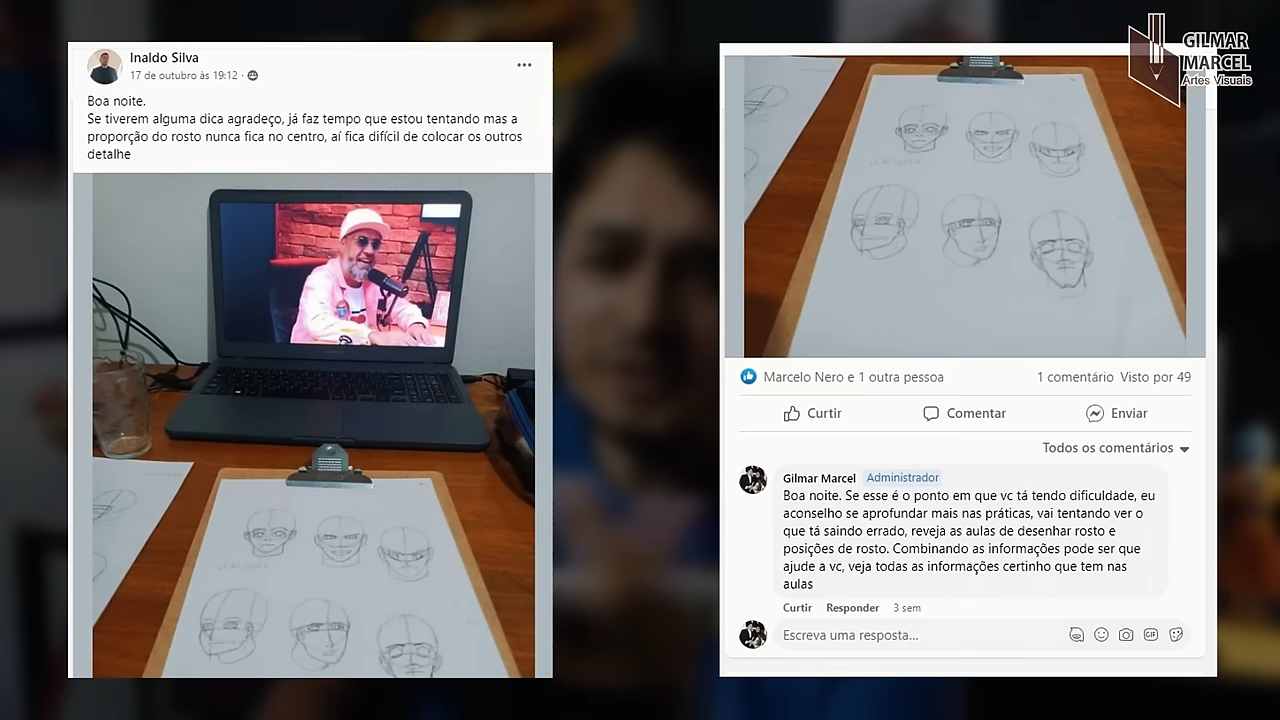 Inaldo Silva
17 de outubro às 19:12 ·
Boa noite.
Se tiverem alguma dica agradeço, já faz tempo que estou tentando mas a
proporção do rosto nunca fica no centro, aí fica difícil de colocar os outros
detalhe
GILMAR
MARCEL
Artes Visuais
Marcelo Nero e 1 outra pessoa
1 comentário Visto por 49
Curtir
Comentar
Enviar
Todos os comentários
Gilmar Marcel Administrador
Boa noite. Se esse é o ponto em que vc tá tendo dificuldade, eu
aconselho se aprofundar mais nas práticas, vai tentando ver o
que tá saindo errado, reveja as aulas de desenhar rosto e
posições de rosto. Combinando as informações pode ser que
ajude a vc, veja todas as informações certinho que tem nas
aulas
Curtir Responder 3 sem
Escreva uma resposta...
GIF